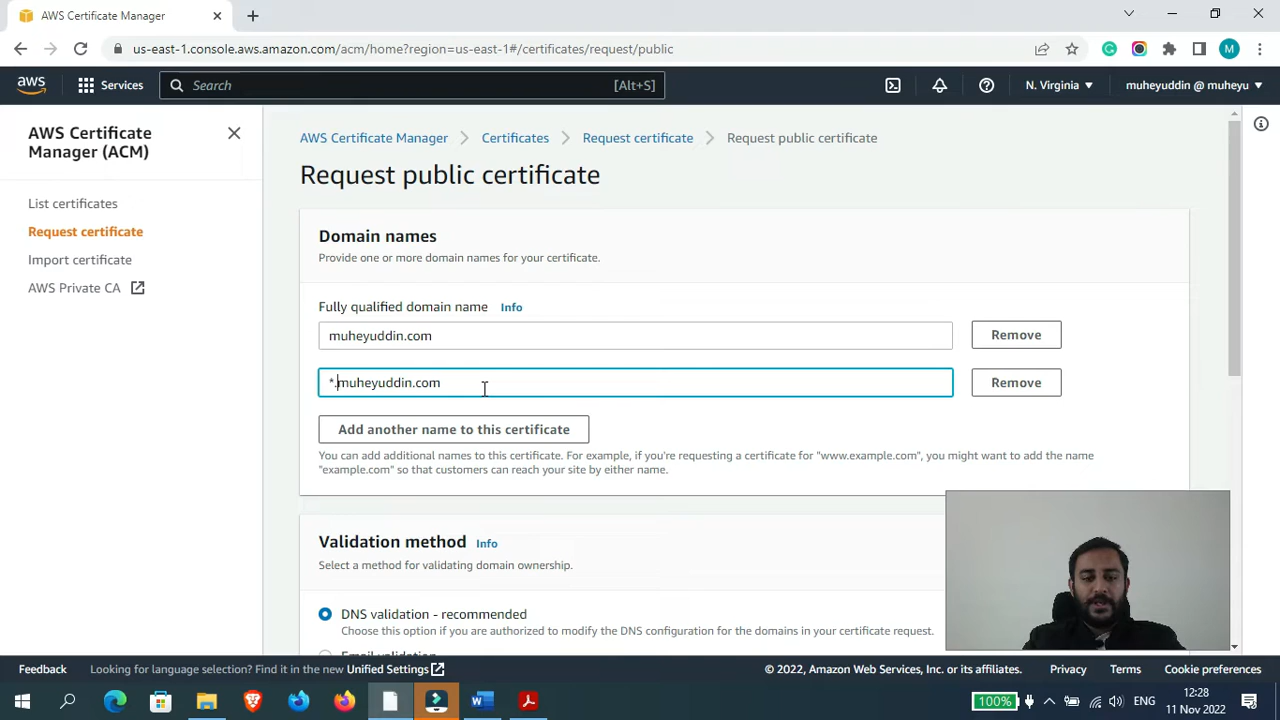 AWS Certificate Manager
us-east-1.console.aws.amazon.com/acm/home?region=us-east-1#/certificates/request/public
M
aws
Services
Search
[Alt+S]
N. Virginia
muheyuddin @ muheyu
AWS Certificate
Manager (ACM)
List certificates
Request certificate
Import certificate
AWS Private CA
AWS Certificate Manager > Certificates > Request certificate > Request public certificate
Request public certificate
Domain names
Provide one or more domain names for your certificate.
Fully qualified domain name Info
muheyuddin.com
Remove
*.muheyuddin.com
Remove
Add another name to this certificate
You can add additional names to this certificate. For example, if you're requesting a certificate for "www.example.com", you might want to add the name
"example.com" so that customers can reach your site by either name.
Validation method Info
Select a method for validating domain ownership.
DNS validation - recommended
Choose this option if you are authorized to modify the DNS configuration for the domains in your certificate request.
Email validation
Feedback
Looking for language selection? Find it in the new Unified Settings
© 2022, Amazon Web Services, Inc. or its affiliates.
Privacy
Terms
Cookie preferences
100%
ENG
12:28
11 Nov 2022